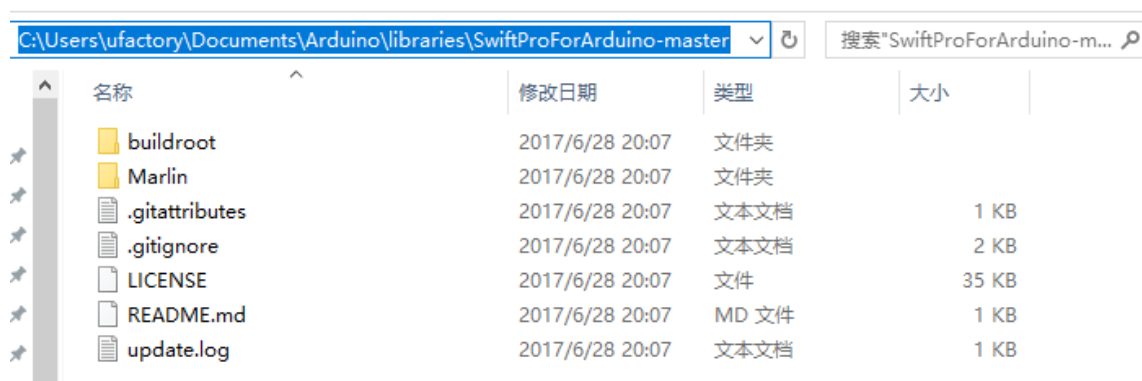 C:\Users\ufactory\Documents\Arduino\libraries\SwiftProForArduino-master 搜索"SwiftProForArduino-m...
名称 修改日期 类型 大小
buildroot 2017/6/28 20:07 文件夹
Marlin 2017/6/28 20:07 文件夹
.gitattributes 2017/6/28 20:07 文本文档 1 KB
.gitignore 2017/6/28 20:07 文本文档 2 KB
LICENSE 2017/6/28 20:07 文件 35 KB
README.md 2017/6/28 20:07 MD 文件 1 KB
update.log 2017/6/28 20:07 文本文档 1 KB